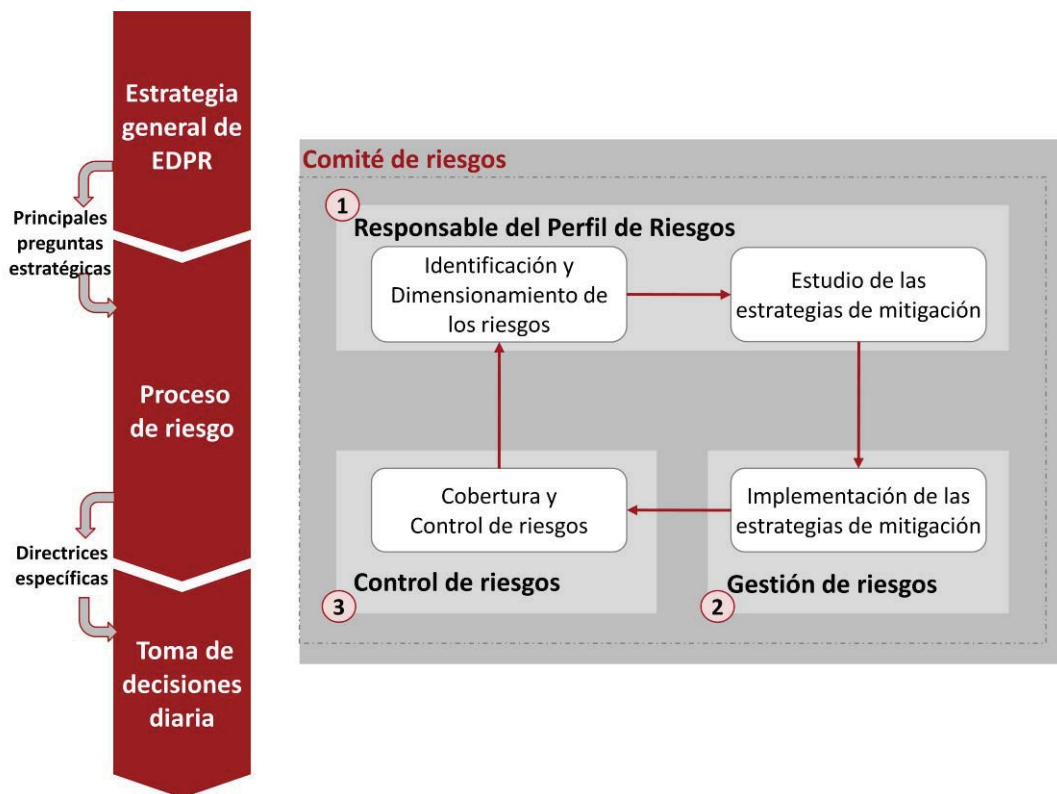 Estrategia
general de
EDPR
Principales
preguntas
estratégicas
Proceso
de riesgo
Directrices
específicas
Toma de
decisiones
diaria
Comité de riesgos
1
Responsable del Perfil de Riesgos
Identificación y
Dimensionamiento de
los riesgos
Estudio de las
estrategias de mitigación
Implementación de las
estrategias de mitigación
Gestión de riesgos
2
Cobertura y
Control de riesgos
Control de riesgos
3